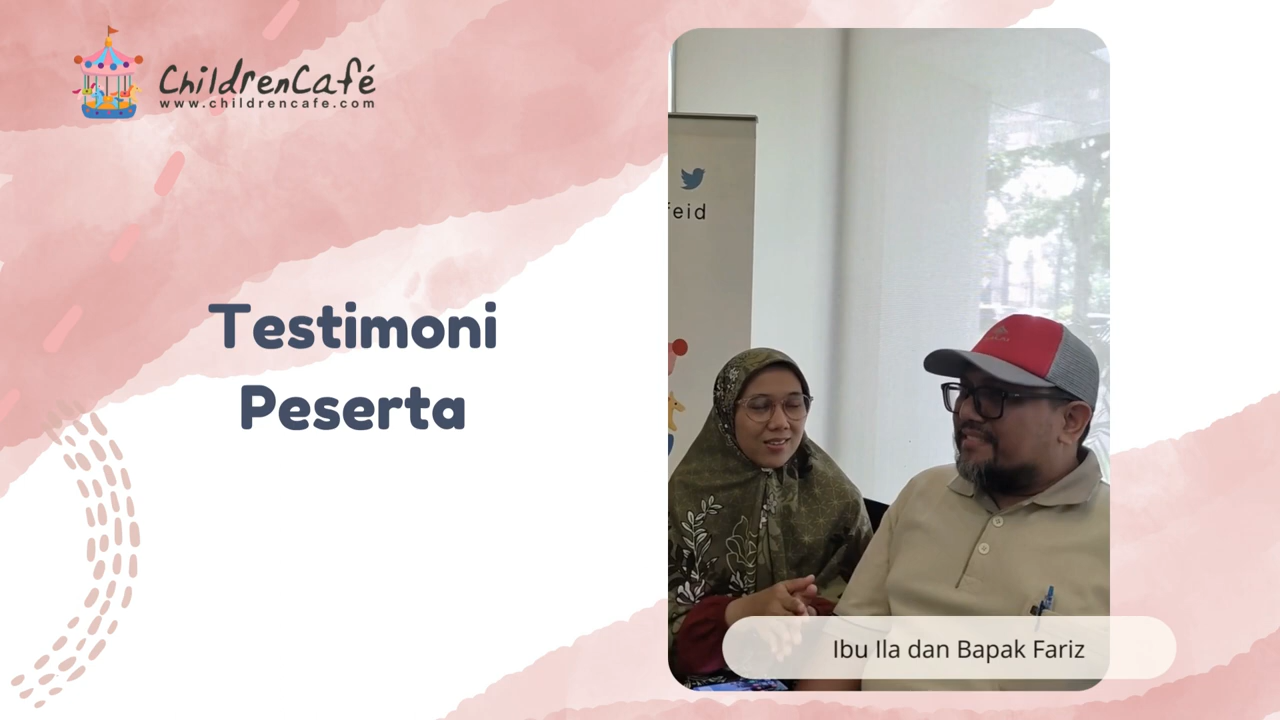 ChildrenCafé
www.childrencafe.com
Testimoni
Peserta
feid
Ibu Ila dan Bapak Fariz